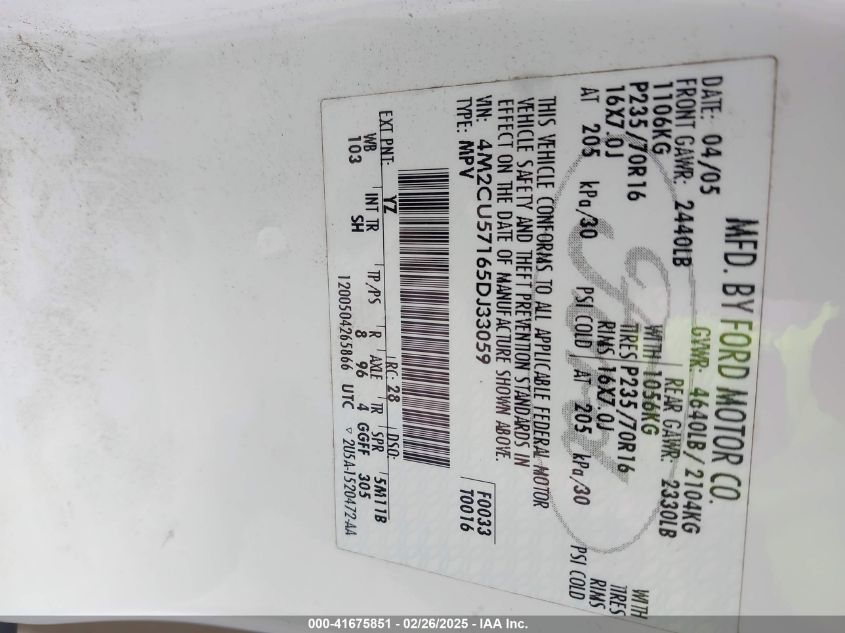 MFD. BY FORD MOTOR CO.
DATE: 04/05 GVWR: 4640LB / 2104KG
FRONT GAWR: 2440LB REAR GAWR: 2330LB
1106KG WITH 1056KG WITH
P235/70R16 TIRES P235/70R16 TIRES
16X7.0J RIMS 16X7.0J RIMS
AT 205 kPa/30 PSI COLD AT 205 kPa/30 PSI COLD
THIS VEHICLE CONFORMS TO ALL APPLICABLE FEDERAL MOTOR
VEHICLE SAFETY AND THEFT PREVENTION STANDARDS IN
EFFECT ON THE DATE OF MANUFACTURE SHOWN ABOVE.
VIN: 4M2CU57165DJ33059 F0033
TYPE: MPV T0016
EXT PNT: YZ RC: 28 DSO:
WB INT TR TP/PS R AXLE TR SPR 5M11B
103 SH 8 96 4 GGFF 305
1200504265866 UTC ▽ 2U5A-1520472-AA
000-41675851 - 02/26/2025 - IAA Inc.